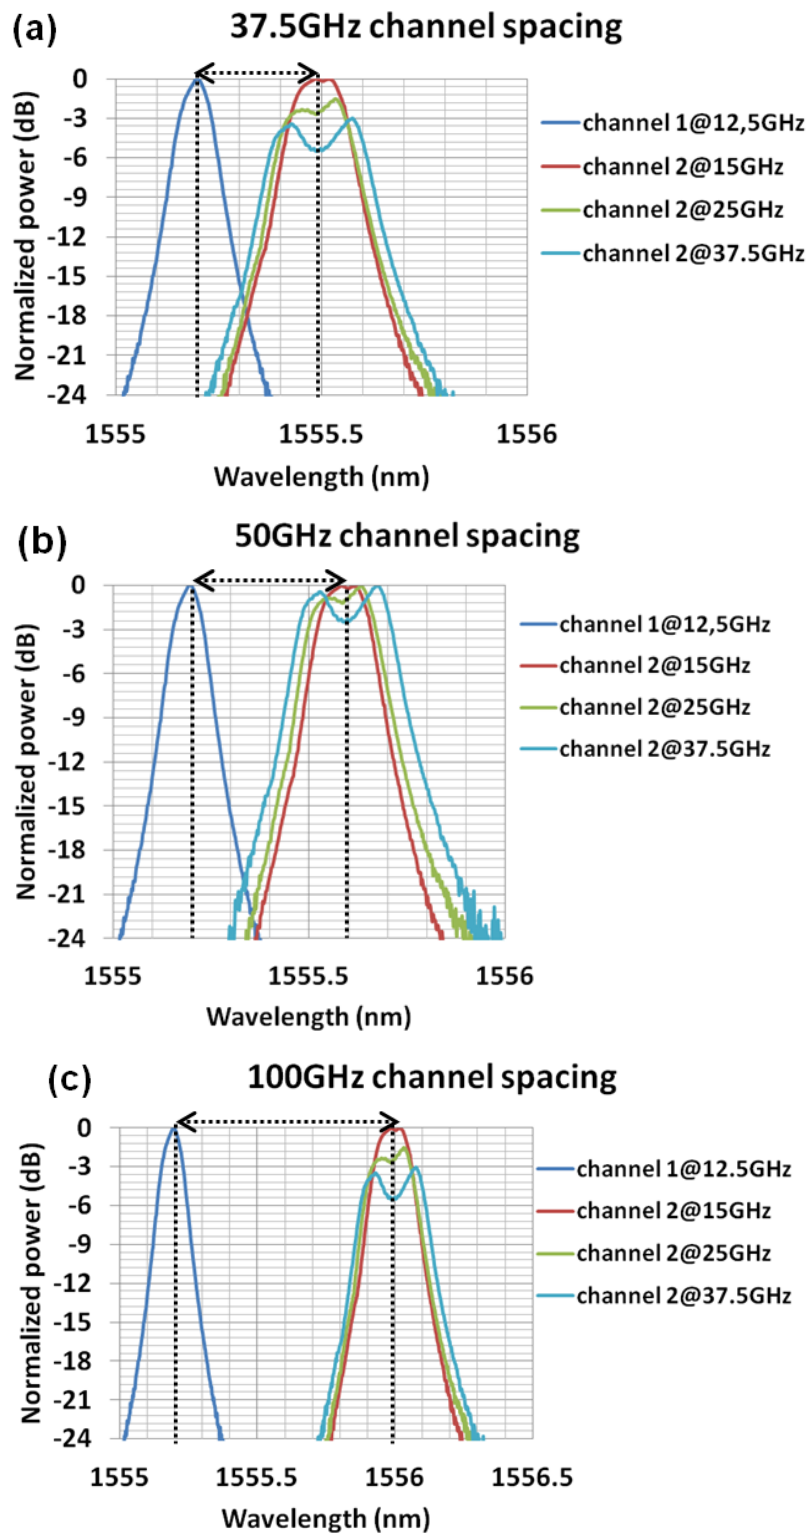 (a)
37.5GHz channel spacing
Normalized power (dB)
0
-3
-6
-9
-12
-15
-18
-21
-24
1555
1555.5
1556
Wavelength (nm)
channel 1@12,5GHz
channel 2@15GHz
channel 2@25GHz
channel 2@37.5GHz
(b)
50GHz channel spacing
Normalized power (dB)
0
-3
-6
-9
-12
-15
-18
-21
-24
1555
1555.5
1556
Wavelength (nm)
channel 1@12,5GHz
channel 2@15GHz
channel 2@25GHz
channel 2@37.5GHz
(c)
100GHz channel spacing
Normalized power (dB)
0
-3
-6
-9
-12
-15
-18
-21
-24
1555
1555.5
1556
1556.5
Wavelength (nm)
channel 1@12.5GHz
channel 2@15GHz
channel 2@25GHz
channel 2@37.5GHz